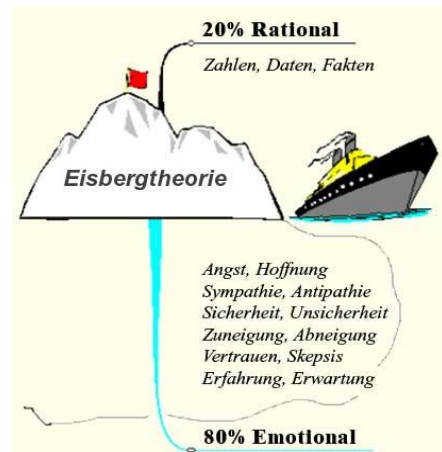 20% Rational
Zahlen, Daten, Fakten
Eisbergtheorie
Angst, Hoffnung
Sympathie, Antipathie
Sicherheit, Unsicherheit
Zuneigung, Abneigung
Vertrauen, Skepsis
Erfahrung, Erwartung
80% Emotional